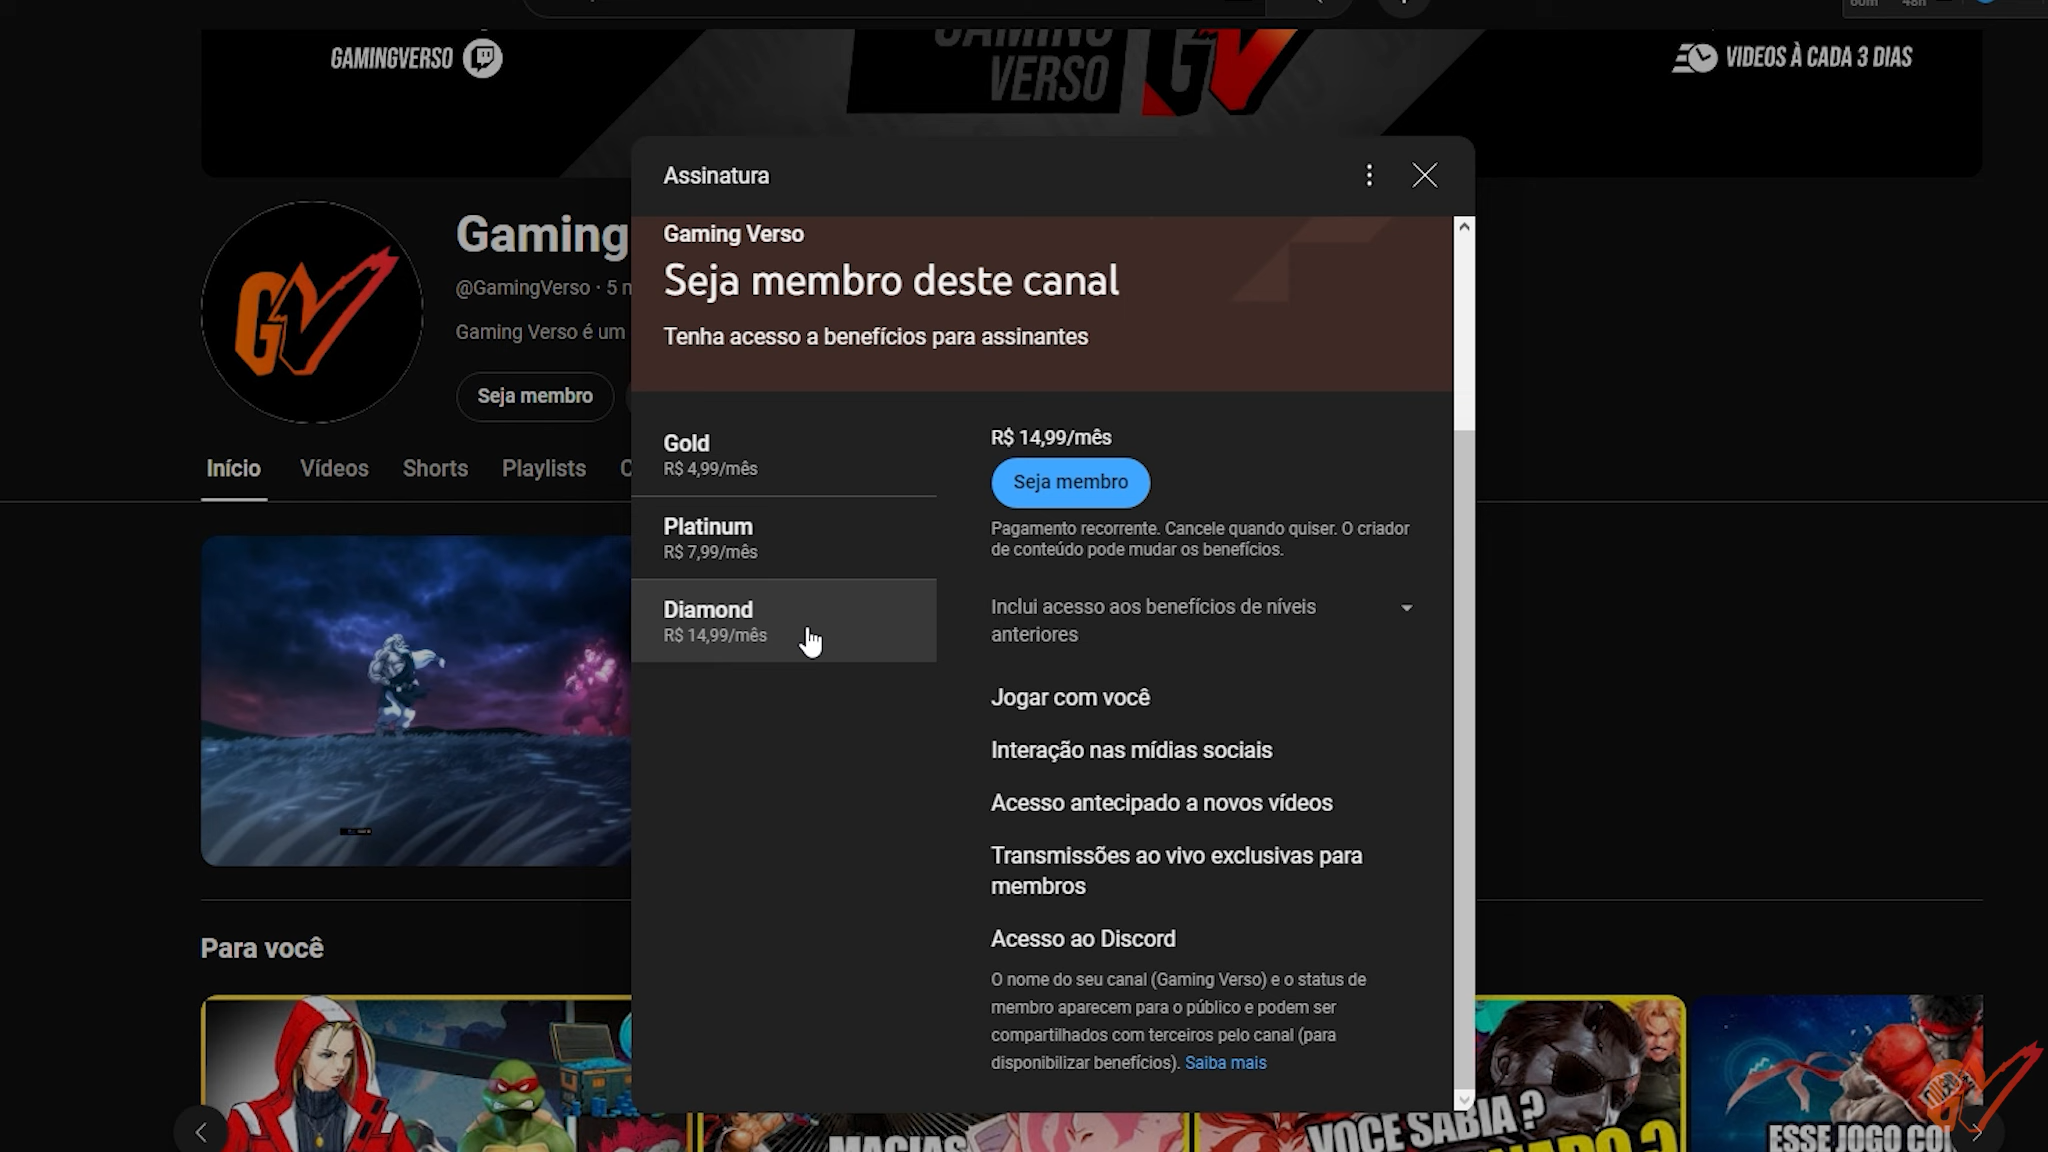 GAMINGVERSO
GAMING
VERSO
VIDEOS À CADA 3 DIAS
Assinatura
Gaming Verso
Seja membro deste canal
Tenha acesso a benefícios para assinantes
Gaming
@GamingVerso · 5 m
Gaming Verso é um
Seja membro
Início Vídeos Shorts Playlists C
Gold
R$ 4,99/mês
Platinum
R$ 7,99/mês
Diamond
R$ 14,99/mês
R$ 14,99/mês
Seja membro
Pagamento recorrente. Cancele quando quiser. O criador
de conteúdo pode mudar os benefícios.
Inclui acesso aos benefícios de níveis
anteriores
Jogar com você
Interação nas mídias sociais
Acesso antecipado a novos vídeos
Transmissões ao vivo exclusivas para
membros
Acesso ao Discord
O nome do seu canal (Gaming Verso) e o status de
membro aparecem para o público e podem ser
compartilhados com terceiros pelo canal (para
disponibilizar benefícios). Saiba mais
Para você
MAGIAS
VOCE SABIA ?
ESSE JOGO